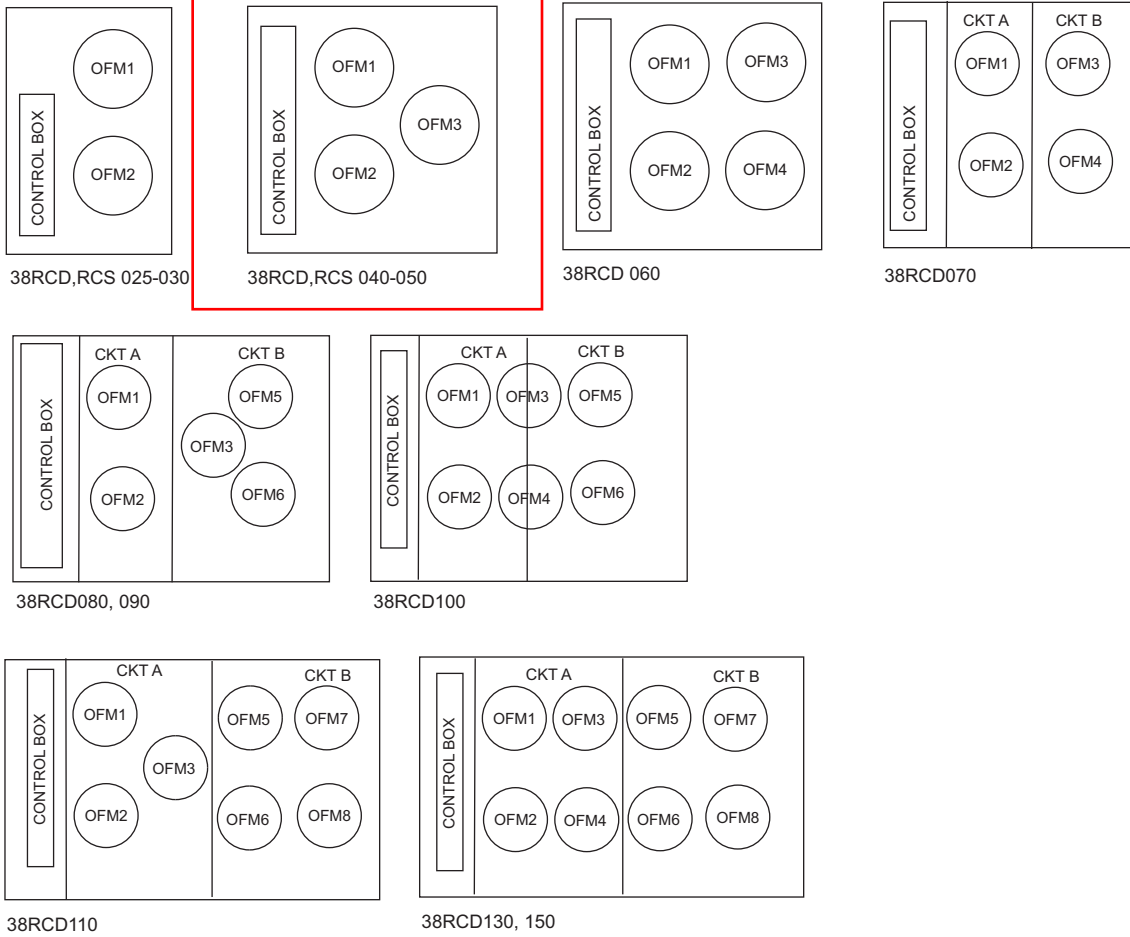 OFM1
OFM2
CONTROL BOX
38RCD,RCS 025-030
OFM1
OFM2
OFM3
CONTROL BOX
38RCD,RCS 040-050
OFM1
OFM3
OFM2
OFM4
CONTROL BOX
38RCD 060
CKT A
CKT B
OFM1
OFM3
OFM2
OFM4
CONTROL BOX
38RCD070
CKT A
CKT B
OFM1
OFM5
OFM3
OFM2
OFM6
CONTROL BOX
38RCD080, 090
CKT A
CKT B
OFM1
OFM3
OFM5
OFM2
OFM4
OFM6
CONTROL BOX
38RCD100
CKT A
CKT B
OFM1
OFM5
OFM7
OFM3
OFM2
OFM6
OFM8
CONTROL BOX
38RCD110
CKT A
CKT B
OFM1
OFM3
OFM5
OFM7
OFM2
OFM4
OFM6
OFM8
CONTROL BOX
38RCD130, 150